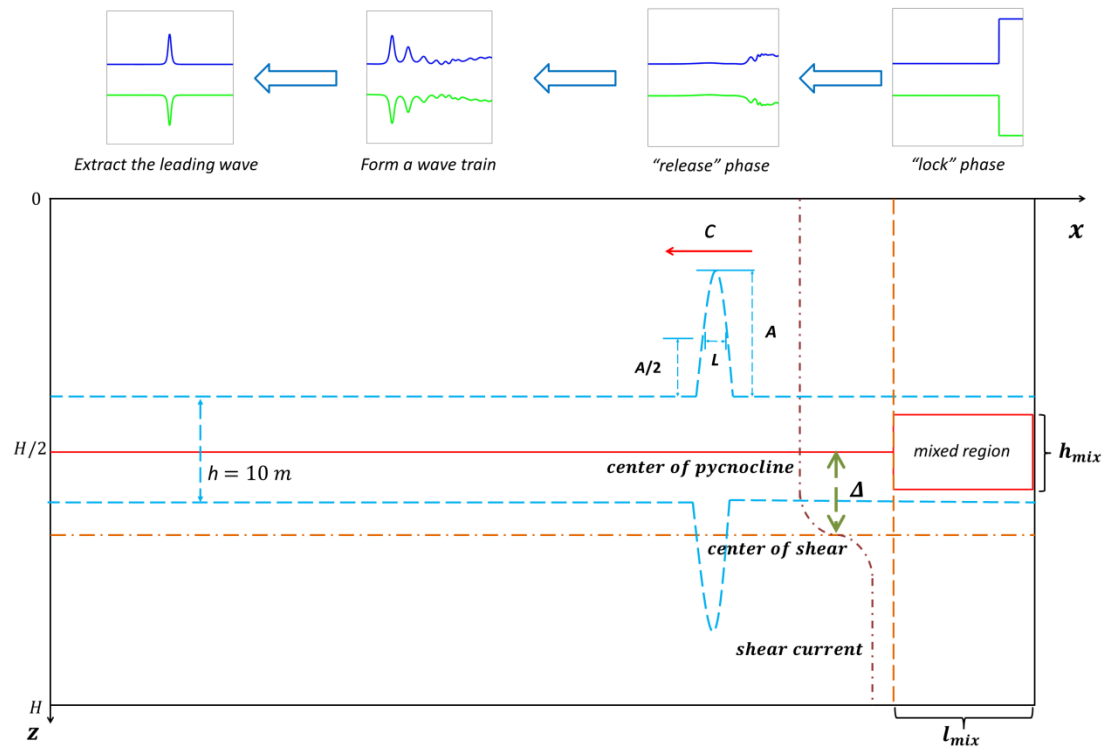 Extract the leading wave
Form a wave train
"release" phase
"lock" phase
0
x
C
A
A/2
L
H/2
h = 10 m
center of pycnocline
mixed region
h_mix
Δ
center of shear
shear current
H
z
l_mix